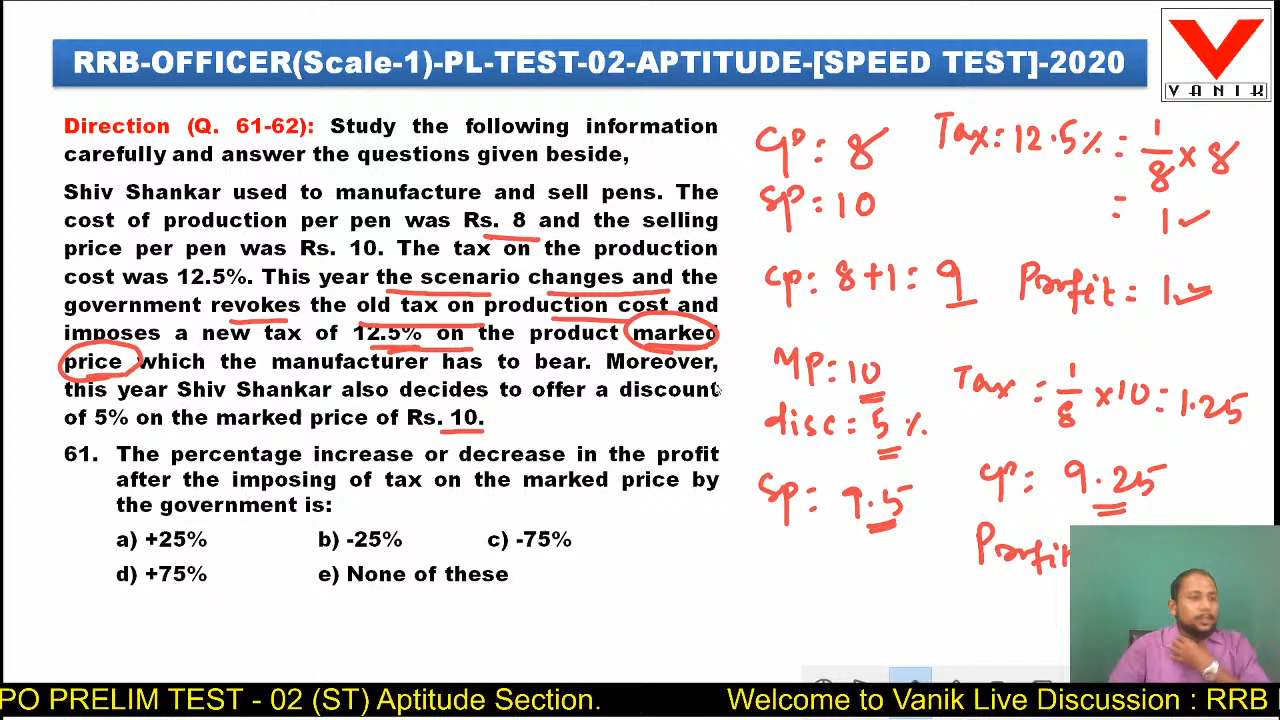 RRB-OFFICER(Scale-1)-PL-TEST-02-APTITUDE-[SPEED TEST]-2020
VANIK
Direction (Q. 61-62): Study the following information
carefully and answer the questions given beside,
Shiv Shankar used to manufacture and sell pens. The
cost of production per pen was Rs. 8 and the selling
price per pen was Rs. 10. The tax on the production
cost was 12.5%. This year the scenario changes and the
government revokes the old tax on production cost and
imposes a new tax of 12.5% on the product marked
price which the manufacturer has to bear. Moreover,
this year Shiv Shankar also decides to offer a discount
of 5% on the marked price of Rs. 10.
61. The percentage increase or decrease in the profit
after the imposing of tax on the marked price by
the government is:
a) +25% b) -25% c) -75%
d) +75% e) None of these
CP: 8
SP: 10
Tax: 12.5% = 1/8 x 8
= 1
CP: 8+1 = 9 Profit = 1
MP: 10
disc = 5%
SP: 9.5
Tax = 1/8 x 10 = 1.25
CP: 9.25
Profit
PO PRELIM TEST - 02 (ST) Aptitude Section. Welcome to Vanik Live Discussion : RRB